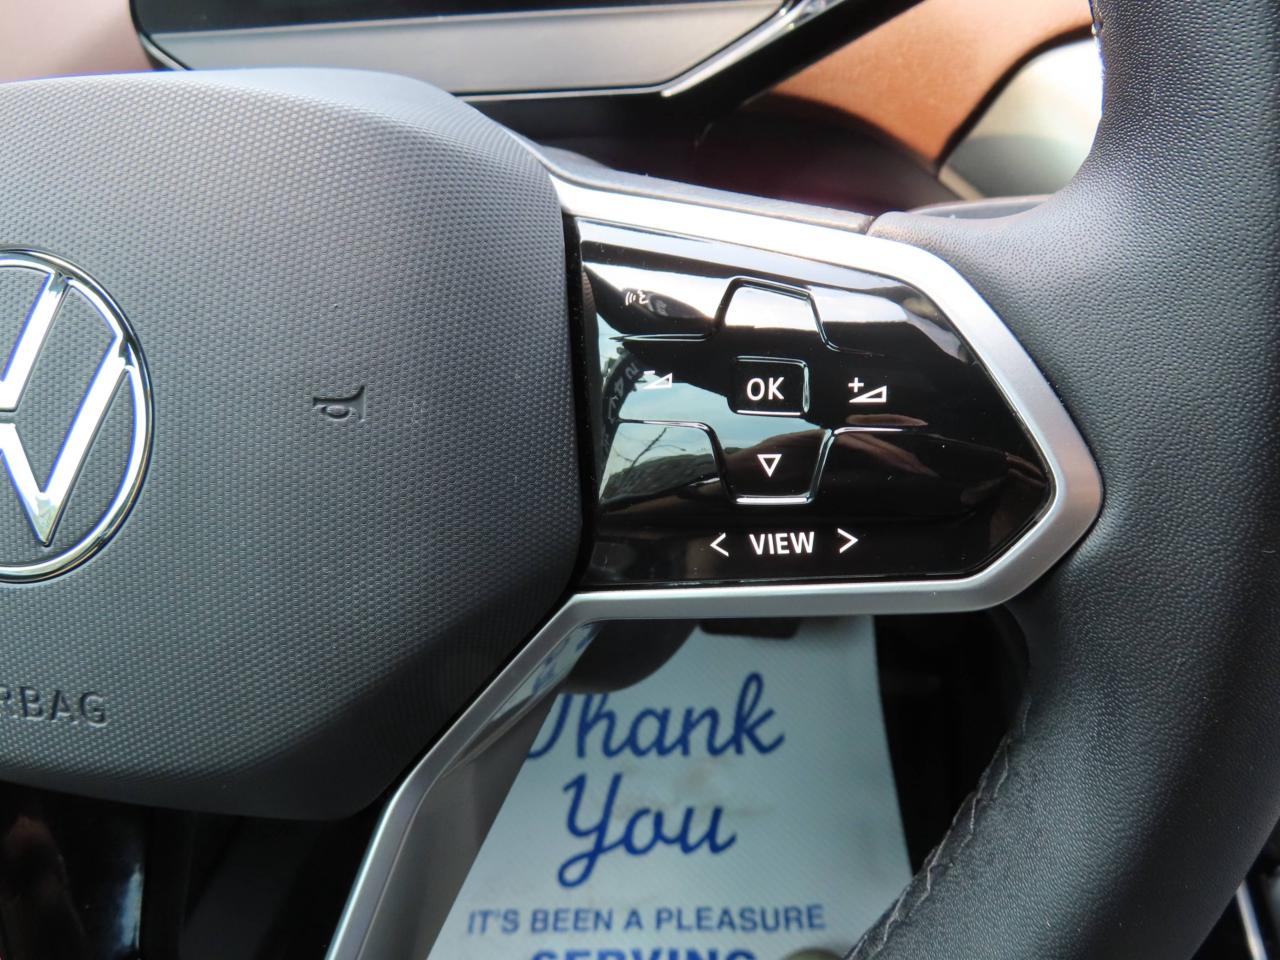 OK
< VIEW >
RBAG
Thank
You
IT'S BEEN A PLEASURE
SERVING